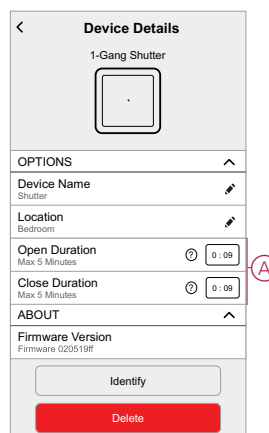 Device Details
1-Gang Shutter
OPTIONS
Device Name
Shutter
Location
Bedroom
Open Duration
Max 5 Minutes
? 0 : 09
Close Duration
Max 5 Minutes
? 0 : 09
A
ABOUT
Firmware Version
Firmware 020519ff
Identify
Delete